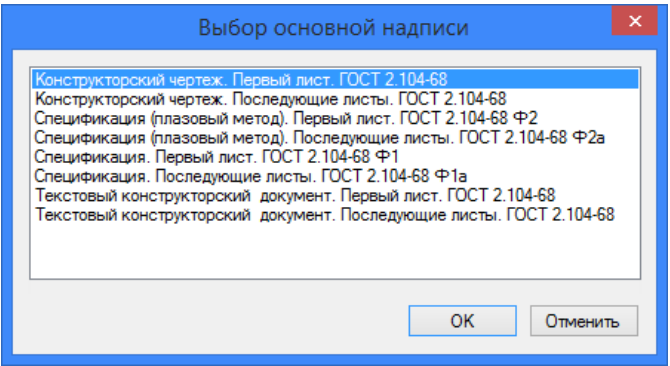 Выбор основной надписи
Конструкторский чертеж. Первый лист. ГОСТ 2.104-68
Конструкторский чертеж. Последующие листы. ГОСТ 2.104-68
Спецификация (плазовый метод). Первый лист. ГОСТ 2.104-68 Ф2
Спецификация (плазовый метод). Последующие листы. ГОСТ 2.104-68 Ф2а
Спецификация. Первый лист. ГОСТ 2.104-68 Ф1
Спецификация. Последующие листы. ГОСТ 2.104-68 Ф1а
Текстовый конструкторский  документ. Первый лист. ГОСТ 2.104-68
Текстовый конструкторский  документ. Последующие листы. ГОСТ 2.104-68
OK Отменить